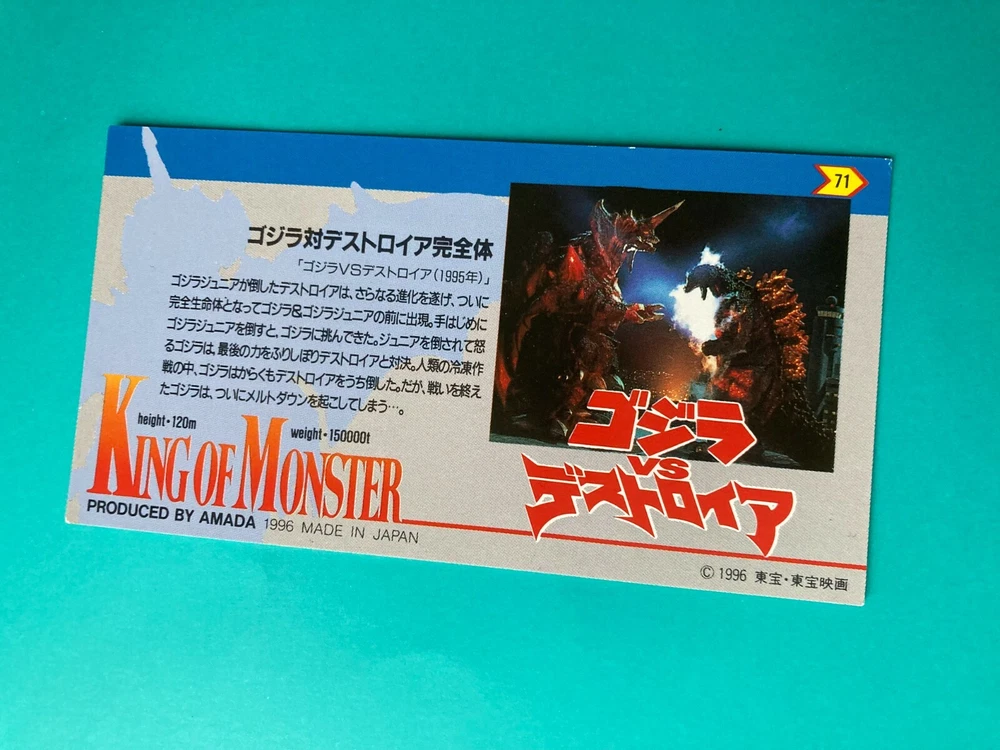 71
ゴジラ対デストロイア完全体
「ゴジラVSデストロイア(1995年)」
ゴジラジュニアが倒したデストロイアは、さらなる進化を遂げ、ついに
完全生命体となってゴジラ&ゴジラジュニアの前に出現。手はじめに
ゴジラジュニアを倒すと、ゴジラに挑んできた。ジュニアを倒されて怒
るゴジラは、最後の力をふりしぼりデストロイアと対決。人類の冷凍作
戦の中、ゴジラはからくもデストロイアをうち倒した。だが、戦いを終え
たゴジラは、ついにメルトダウンを起こしてしまう…。
height・120m
weight・150000t
KING OF MONSTER
PRODUCED BY AMADA 1996 MADE IN JAPAN
ゴジラ
VS
デストロイア
© 1996 東宝・東宝映画